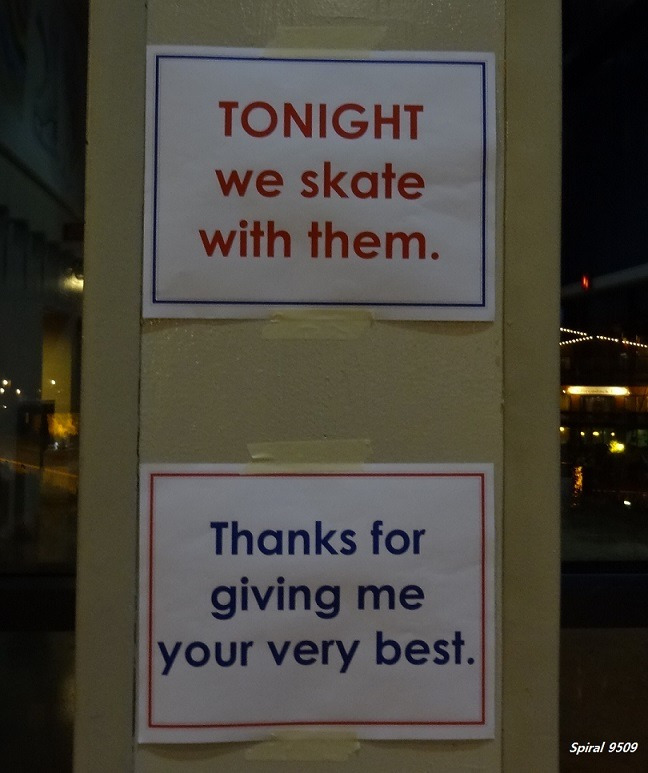 TONIGHT
we skate
with them.
Thanks for
giving me
your very best.
Spiral 9509